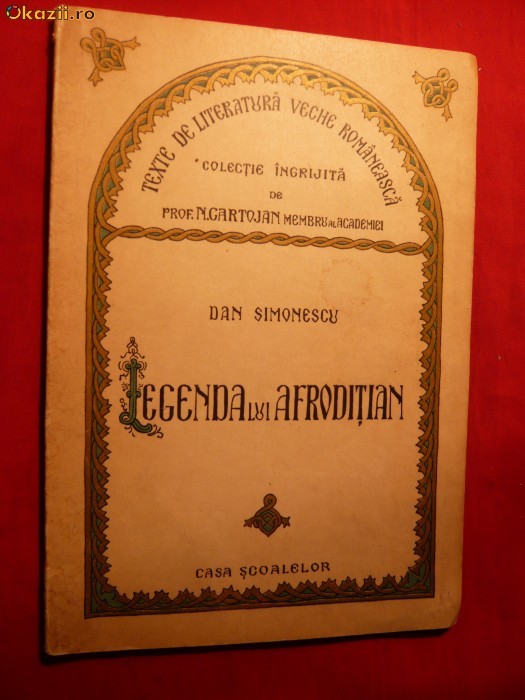 Okazii.ro
TEXTE DE LITERATURĂ VECHE ROMÂNEASCĂ
COLECȚIE ÎNGRIJITĂ
DE
PROF. N. CARTOJAN MEMBRU AL ACADEMIEI
DAN SIMONESCU
LEGENDA LUI AFRODIȚIAN
CASA ȘCOALELOR